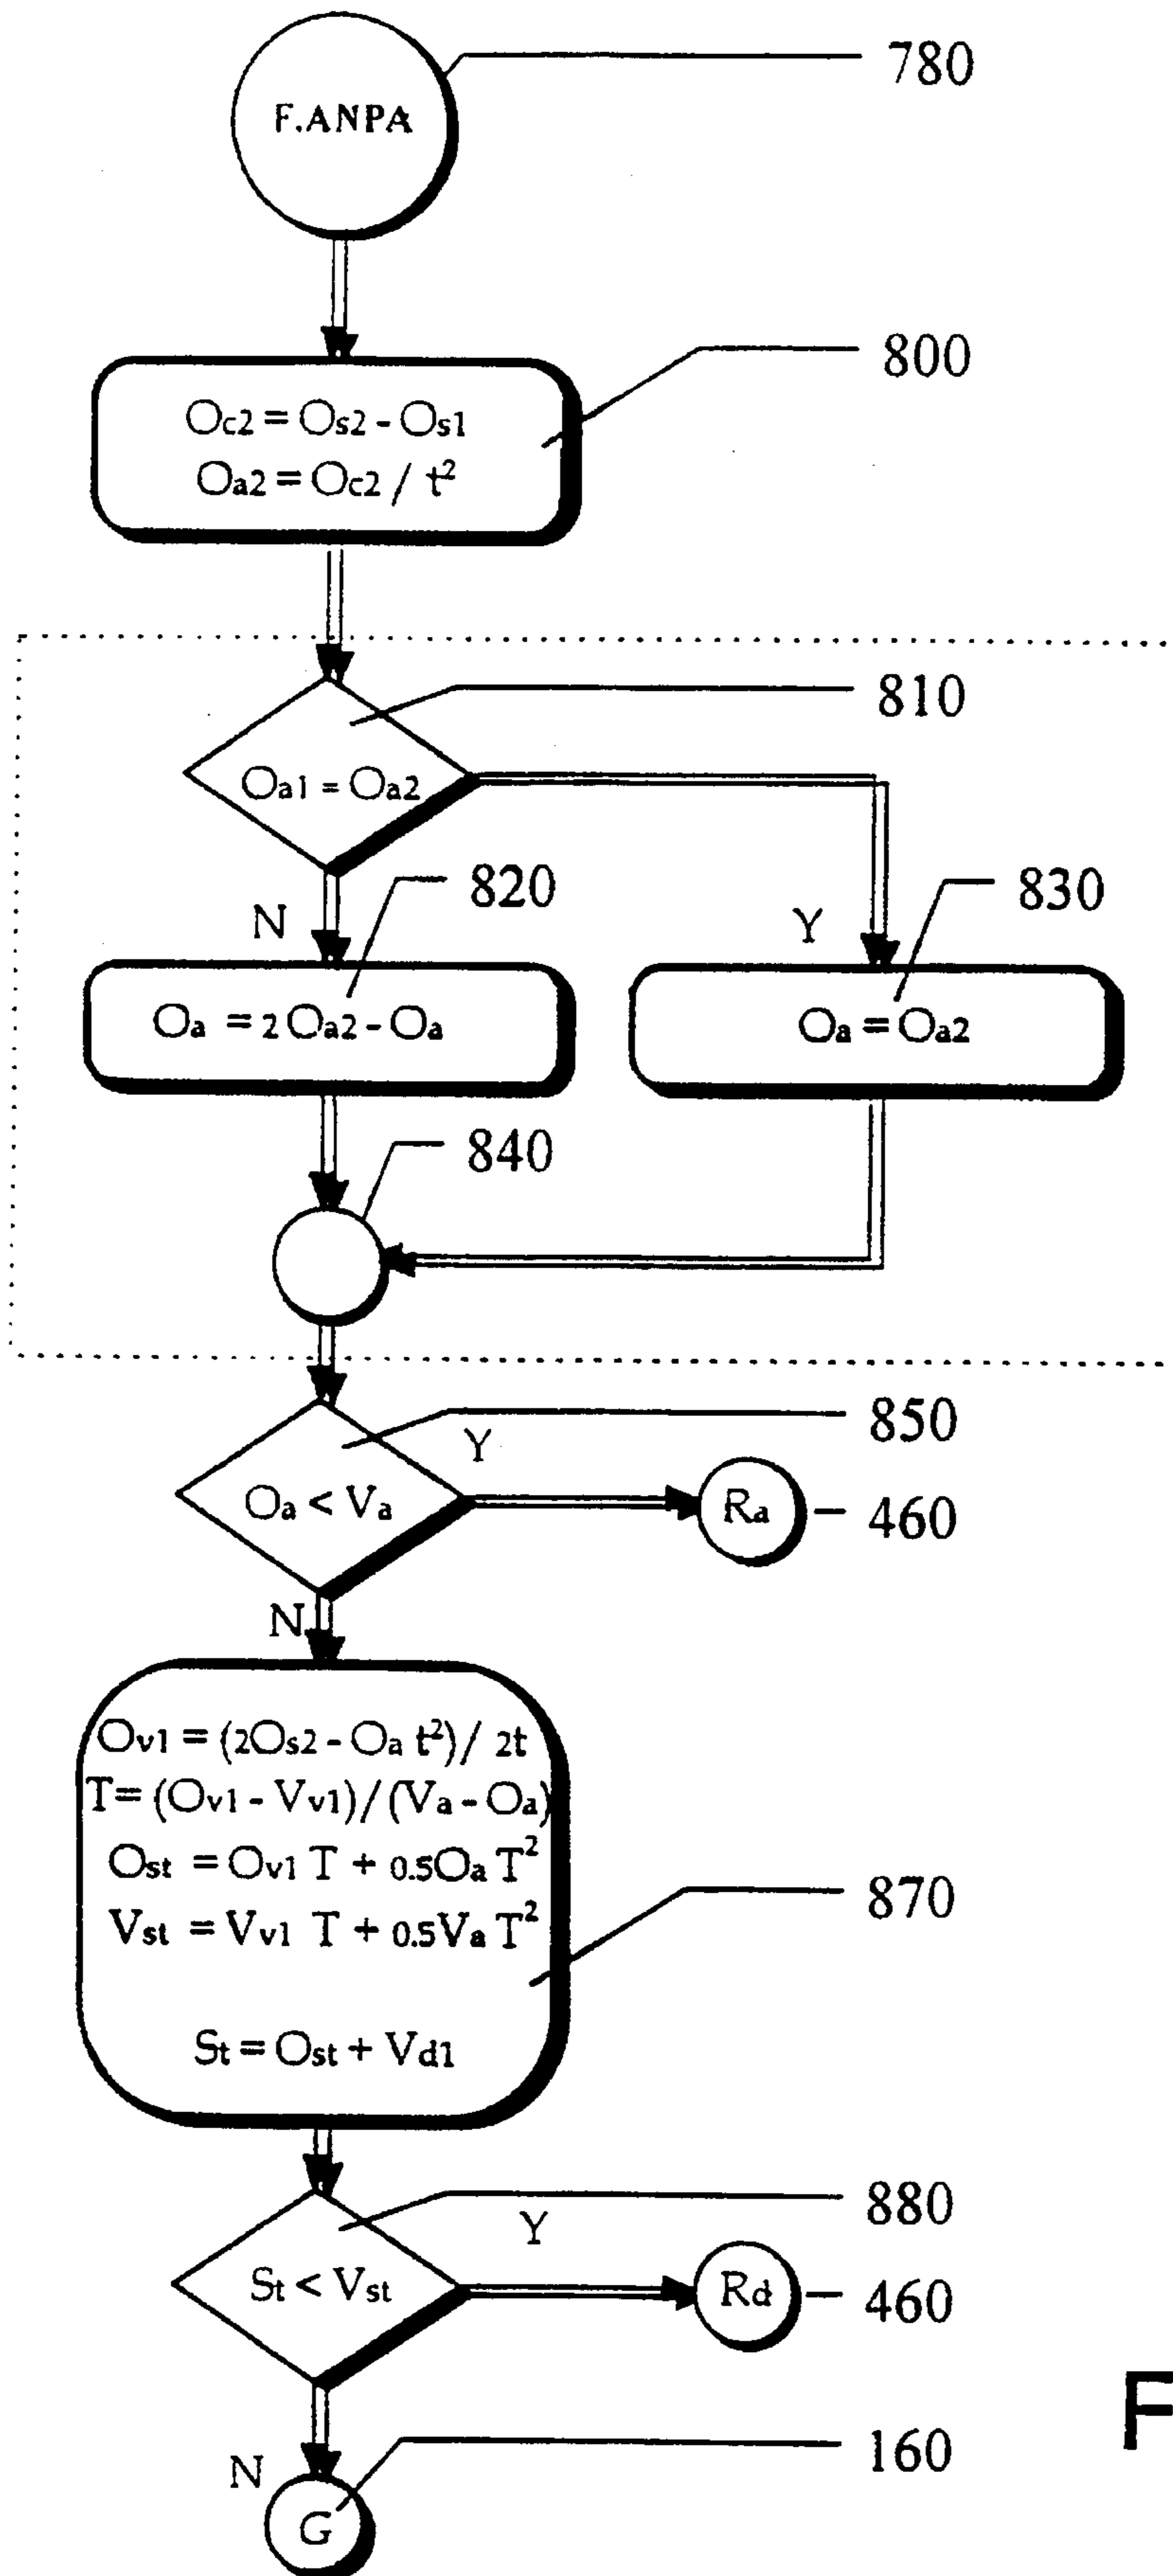 F.ANPA
780
800
Oc2 = Os2 - Os1
Oa2 = Oc2 / t²
810
Oa1 = Oa2
820
830
N
Y
Oa = 2 Oa2 - Oa
Oa = Oa2
840
850
Y
Oa < Va
Ra
460
N
Ov1 = (2Os2 - Oa t²) / 2t
T = (Ov1 - Vv1) / (Va - Oa)
Ost = Ov1 T + 0.5Oa T²
Vst = Vv1 T + 0.5Va T²
870
St = Ost + Vd1
880
Y
St < Vst
Rd
460
F
160
N
G